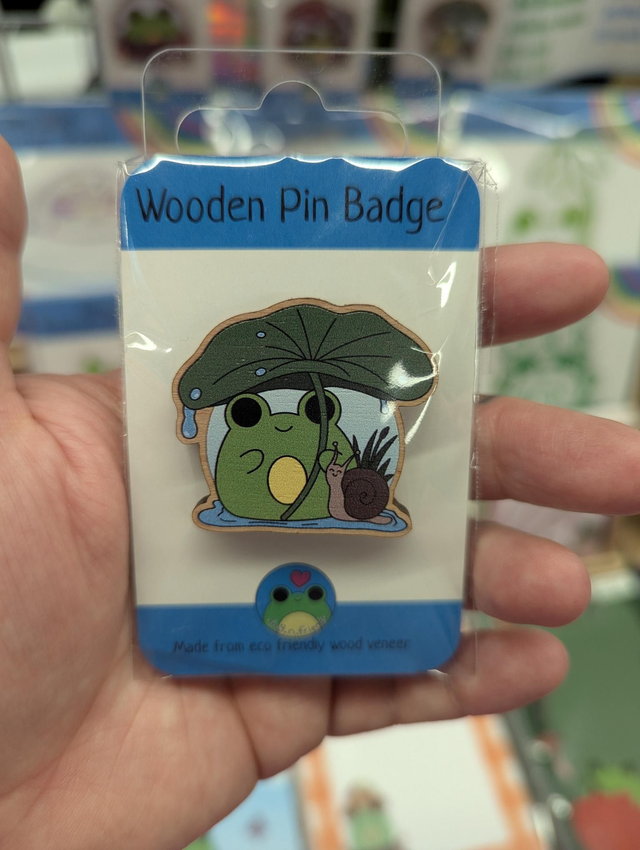 Wooden Pin Badge
Made from eco friendly wood veneer